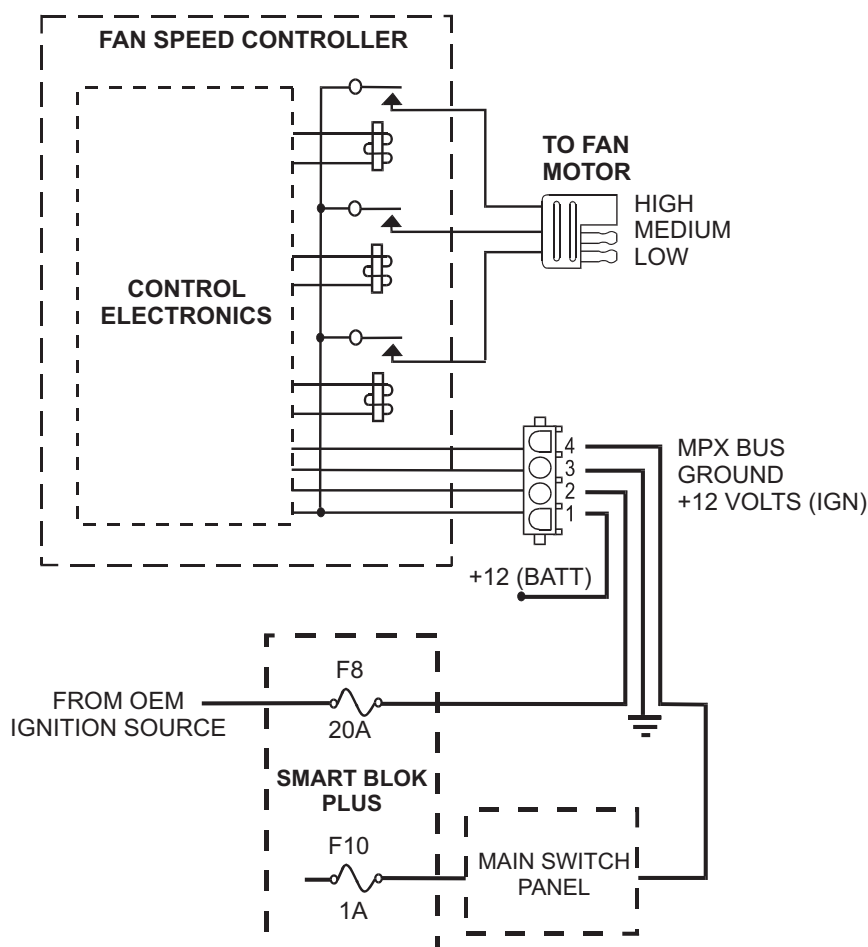 FAN SPEED CONTROLLER
TO FAN
MOTOR
HIGH
MEDIUM
LOW
CONTROL
ELECTRONICS
4
3
2
1
MPX BUS
GROUND
+12 VOLTS (IGN)
+12 (BATT)
F8
20A
FROM OEM
IGNITION SOURCE
SMART BLOK
PLUS
F10
1A
MAIN SWITCH
PANEL